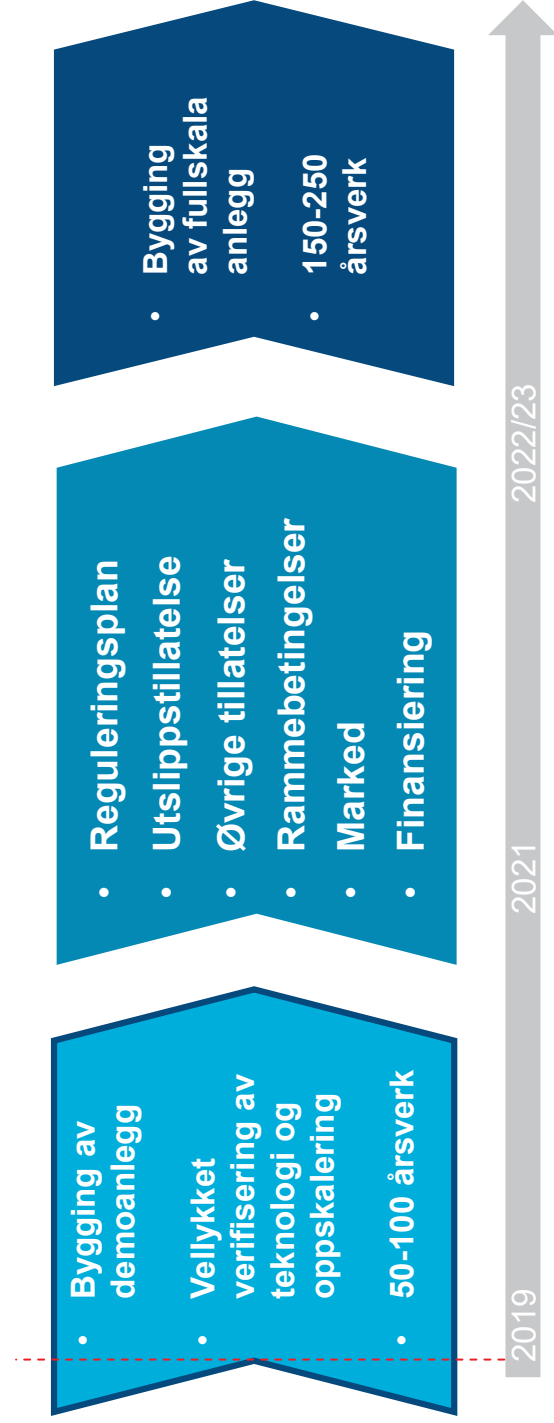 • Bygging av
demoanlegg
• Vellykket
verifisering av
teknologi og
oppskalering
• 50-100 årsverk
• Reguleringsplan
• Utslippstillatelse
• Øvrige tillatelser
• Rammebetingelser
• Marked
• Finansiering
• Bygging
av fullskala
anlegg
• 150-250
årsverk
2019
2021
2022/23